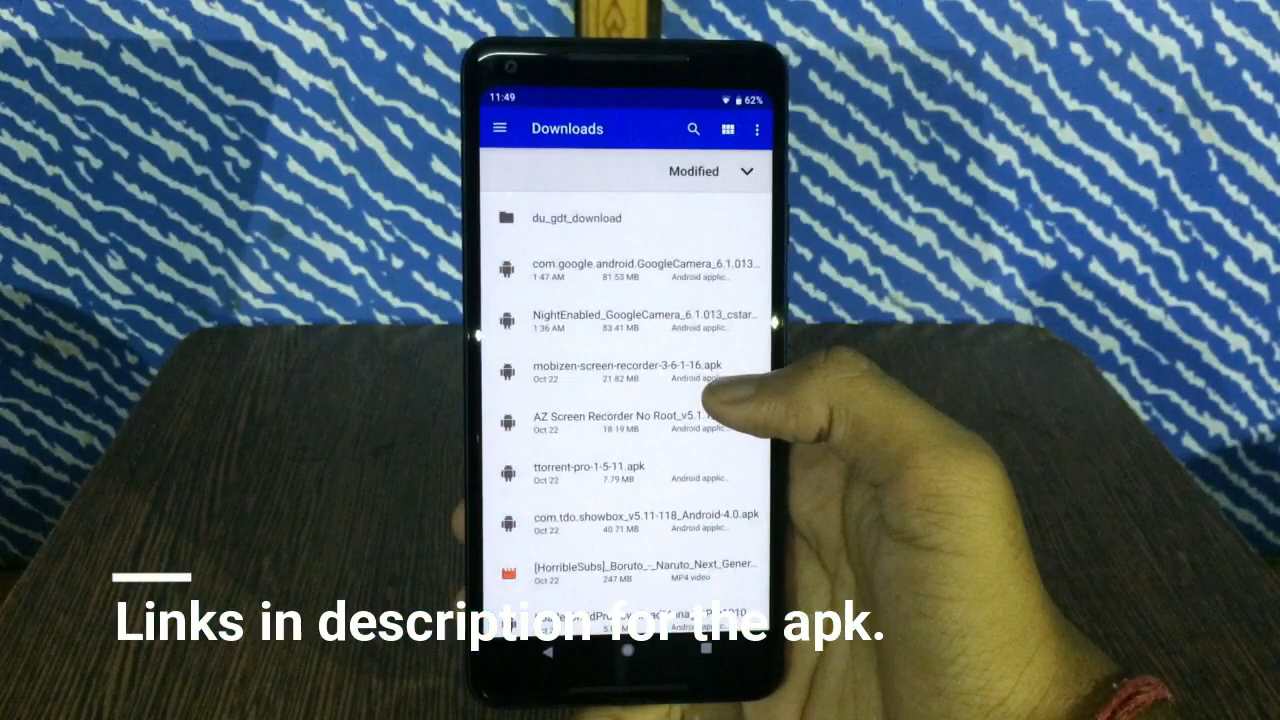 11:49
62%
Downloads
Modified
du_gdt_download
com.google.android.GoogleCamera_6.1.013...
1:47 AM 81.53 MB Android applic...
NightEnabled_GoogleCamera_6.1.013_cstar...
1:36 AM 83.41 MB Android applic...
mobizen-screen-recorder-3-6-1-16.apk
Oct 22 21.82 MB Android
AZ Screen Recorder No Root_v5.1
Oct 22 18.19 MB Android applic...
ttorrent-pro-1-5-11.apk
Oct 22 7.79 MB Android applic...
com.tdo.showbox_v5.11-118_Android-4.0.apk
Oct 22 40.71 MB Android applic...
[HorribleSubs]_Boruto_-_Naruto_Next_Gener...
Oct 22 247 MB MP4 video
Links in description for the apk.